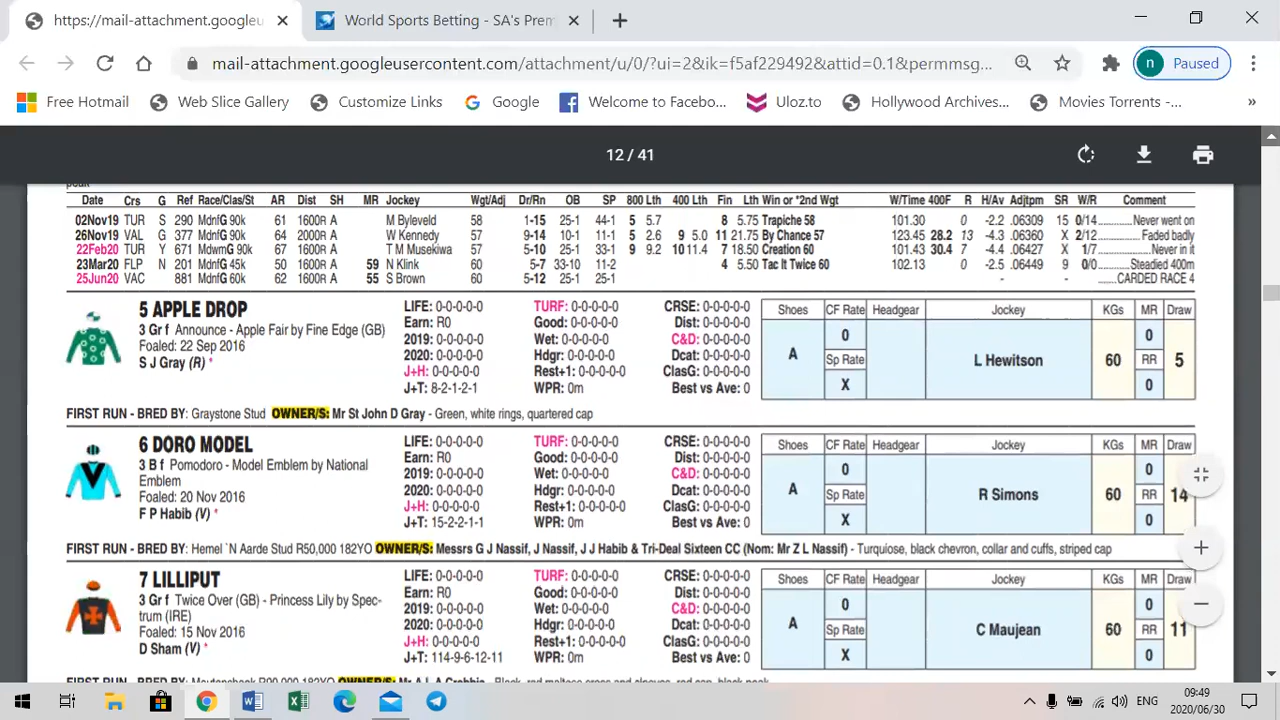 https://mail-attachment.googleu
World Sports Betting - SA's Pren
mail-attachment.googleusercontent.com/attachment/u/0/?ui=2&ik=f5af229492&attid=0.1&permmsg...
n Paused
Free Hotmail Web Slice Gallery Customize Links Google Welcome to Facebo... Uloz.to Hollywood Archives... Movies Torrents -... »
12 / 41
peak
Date Crs G Ref Race/Clas/St AR Dist SH MR Jockey Wgt/Adj Dr/Rn OB SP 800 Lth 400 Lth Fin Lth Win or *2nd Wgt W/Time 400F R H/Av Adjtpm SR W/R Comment
02Nov19 TUR S 290 MdnfG 90k 61 1600R A M Byleveld 58 1-15 25-1 44-1 5 5.7 8 5.75 Trapiche 58 101.30 0 -2.2 .06309 15 0/14 ..............Never went on
26Nov19 VAL G 377 MdnfG 90k 64 2000R A W Kennedy 58 9-14 10-1 11-1 5 2.6 9 5.0 11 21.75 By Chance 57 123.45 28.2 13 -4.3 .06360 X 2/12 ................Faded badly
22Feb20 TUR Y 671 MdwmG 90k 67 1600R A T M Musekiwa 60 5-10 25-1 33-1 9 9.2 10 11.4 7 18.50 Creation 60 101.43 30.4 7 -4.4 .06427 X 1/7 ...................Never in it
23Mar20 FLP N 201 MdnfG 45k 50 1600R A 59 N Klink 60 5-7 33-10 11-2 4 5.50 Tac It Twice 60 102.13 0 -2.5 .06449 9 0/0 ...........Steadied 400m
25Jun20 VAC 881 MdnfG 60k 62 1600R A 55 S Brown 60 5-12 25-1 25-1 - - .......CARDED RACE 4
5 APPLE DROP
3 Gr f Announce - Apple Fair by Fine Edge (GB)
Foaled: 22 Sep 2016
S J Gray (R) *
LIFE: 0-0-0-0-0 TURF: 0-0-0-0-0 CRSE: 0-0-0-0-0
Earn: R0 Good: 0-0-0-0-0 Dist: 0-0-0-0-0
2019: 0-0-0-0-0 Wet: 0-0-0-0-0 C&D: 0-0-0-0-0
2020: 0-0-0-0-0 Hdgr: 0-0-0-0-0 Dcat: 0-0-0-0-0
J+H: 0-0-0-0-0 Rest+1: 0-0-0-0-0 ClasG: 0-0-0-0-0
J+T: 8-2-1-2-1 WPR: 0m Best vs Ave: 0
Shoes CF Rate Headgear Jockey KGs MR Draw
0 0
A Sp Rate L Hewitson 60 RR 5
X 0
FIRST RUN - BRED BY: Graystone Stud OWNER/S: Mr St John D Gray - Green, white rings, quartered cap
6 DORO MODEL
3 B f Pomodoro - Model Emblem by National
Emblem
Foaled: 20 Nov 2016
F P Habib (V) *
LIFE: 0-0-0-0-0 TURF: 0-0-0-0-0 CRSE: 0-0-0-0-0
Earn: R0 Good: 0-0-0-0-0 Dist: 0-0-0-0-0
2019: 0-0-0-0-0 Wet: 0-0-0-0-0 C&D: 0-0-0-0-0
2020: 0-0-0-0-0 Hdgr: 0-0-0-0-0 Dcat: 0-0-0-0-0
J+H: 0-0-0-0-0 Rest+1: 0-0-0-0-0 ClasG: 0-0-0-0-0
J+T: 15-2-2-1-1 WPR: 0m Best vs Ave: 0
Shoes CF Rate Headgear Jockey KGs MR Draw
0 0
A Sp Rate R Simons 60 RR 14
X 0
FIRST RUN - BRED BY: Hemel `N Aarde Stud R50,000 182YO OWNER/S: Messrs G J Nassif, J Nassif, J J Habib & Tri-Deal Sixteen CC (Nom: Mr Z L Nassif) - Turquiose, black chevron, collar and cuffs, striped cap
7 LILLIPUT
3 Gr f Twice Over (GB) - Princess Lily by Spec-
trum (IRE)
Foaled: 15 Nov 2016
D Sham (V) *
LIFE: 0-0-0-0-0 TURF: 0-0-0-0-0 CRSE: 0-0-0-0-0
Earn: R0 Good: 0-0-0-0-0 Dist: 0-0-0-0-0
2019: 0-0-0-0-0 Wet: 0-0-0-0-0 C&D: 0-0-0-0-0
2020: 0-0-0-0-0 Hdgr: 0-0-0-0-0 Dcat: 0-0-0-0-0
J+H: 0-0-0-0-0 Rest+1: 0-0-0-0-0 ClasG: 0-0-0-0-0
J+T: 114-9-6-12-11 WPR: 0m Best vs Ave: 0
Shoes CF Rate Headgear Jockey KGs MR Draw
0 0
A Sp Rate C Maujean 60 RR 11
X 0
FIRST RUN - BRED BY: 182YO OWNER/S:
ENG
09:49
2020/06/30